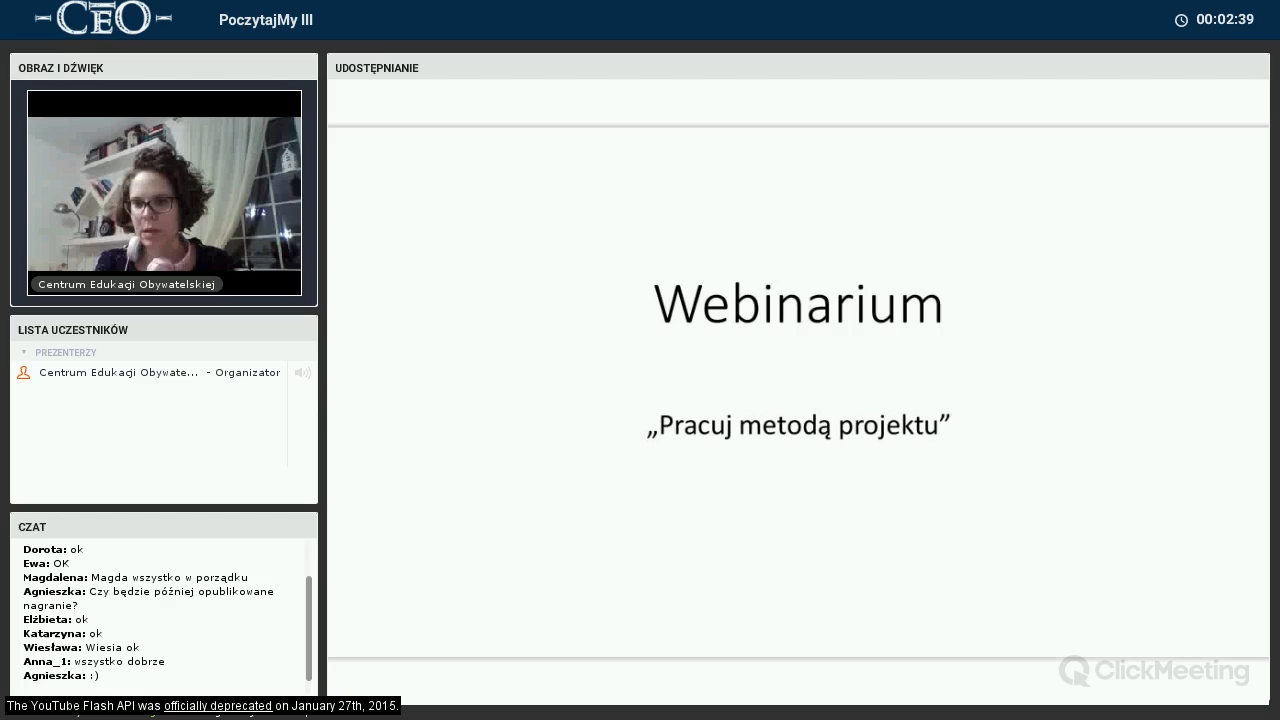 CEO
PoczytajMy III
00:02:39
OBRAZ I DŹWIĘK
Centrum Edukacji Obywatelskiej
LISTA UCZESTNIKÓW
PREZENTERZY
Centrum Edukacji Obywate... - Organizator
CZAT
Dorota: ok
Ewa: OK
Magdalena: Magda wszystko w porządku
Agnieszka: Czy będzie później opublikowane
nagranie?
Elżbieta: ok
Katarzyna: ok
Wiesława: Wiesia ok
Anna_1: wszystko dobrze
Agnieszka: :)
The YouTube Flash API was officially deprecated on January 27th, 2015.
UDOSTĘPNIANIE
Webinarium
„Pracuj metodą projektu”
ClickMeeting